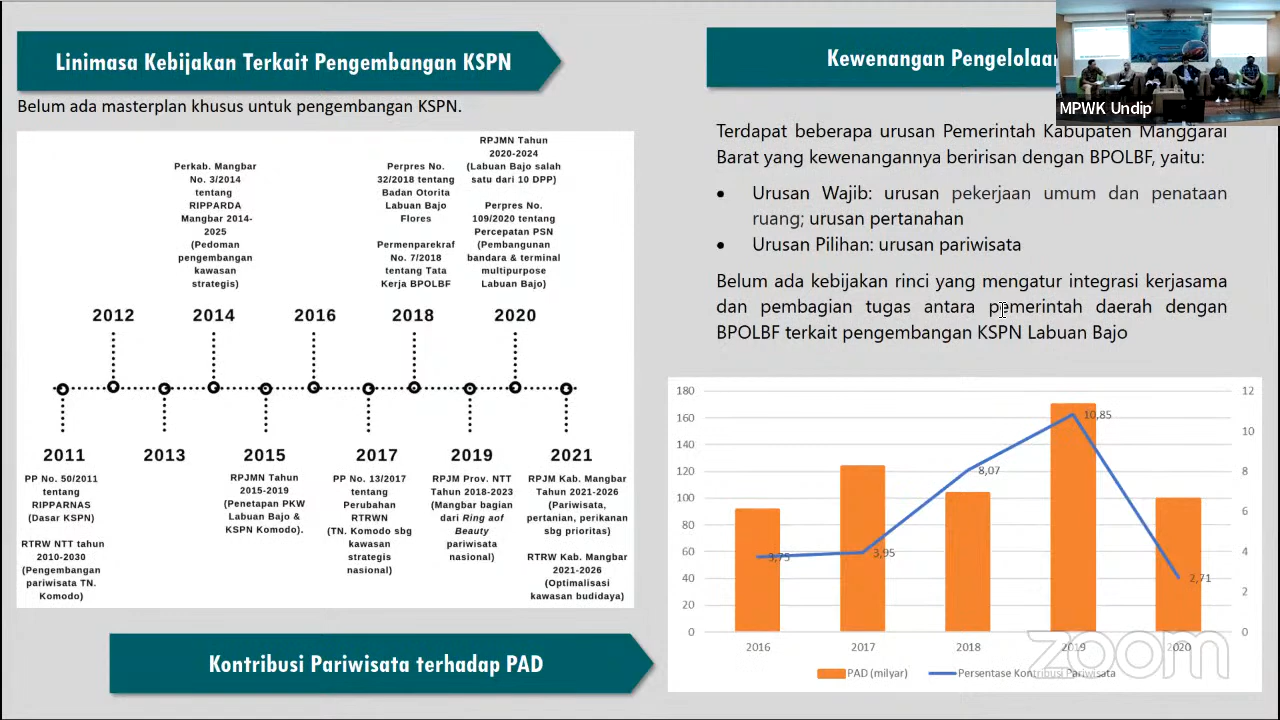 Linimasa Kebijakan Terkait Pengembangan KSPN
Belum ada masterplan khusus untuk pengembangan KSPN.
Perkab. Mangbar
No. 3/2014
tentang
RIPPARDA
Mangbar 2014-
2025
(Pedoman
pengembangan
kawasan
strategis)
Perpres No.
32/2018 tentang
Badan Otorita
Labuan Bajo
Flores
Permenparekraf
No. 7/2018
tentang Tata
Kerja BPOLBF
RPJMN Tahun
2020-2024
(Labuan Bajo salah
satu dari 10 DPP)
Perpres No.
109/2020 tentang
Percepatan PSN
(Pembangunan
bandara & terminal
multipurpose
Labuan Bajo)
2012
2014
2016
2018
2020
2011
2013
2015
2017
2019
2021
PP No. 50/2011
tentang
RIPPARNAS
(Dasar KSPN)
RTRW NTT tahun
2010-2030
(Pengembangan
pariwisata TN.
Komodo)
RPJMN Tahun
2015-2019
(Penetapan PKW
Labuan Bajo &
KSPN Komodo).
PP No. 13/2017
tentang
Perubahan
RTRWN
(TN. Komodo sbg
kawasan
strategis
nasional)
RPJM Prov. NTT
Tahun 2018-2023
(Mangbar bagian
dari Ring aof
Beauty
pariwisata
nasional)
RPJM Kab. Mangbar
Tahun 2021-2026
(Pariwisata,
pertanian, perikanan
sbg prioritas)
RTRW Kab. Mangbar
2021-2026
(Optimalisasi
kawasan budidaya)
Kontribusi Pariwisata terhadap PAD
Kewenangan Pengelolaan
MPWK Undip
Terdapat beberapa urusan Pemerintah Kabupaten Manggarai
Barat yang kewenangannya beririsan dengan BPOLBF, yaitu:
• Urusan Wajib: urusan pekerjaan umum dan penataan
ruang; urusan pertanahan
• Urusan Pilihan: urusan pariwisata
Belum ada kebijakan rinci yang mengatur integrasi kerjasama
dan pembagian tugas antara pemerintah daerah dengan
BPOLBF terkait pengembangan KSPN Labuan Bajo
180
160
140
120
100
80
60
40
20
0
12
10
8
6
4
2
0
3,75
3,95
8,07
10,85
2,71
2016
2017
2018
2019
2020
PAD (milyar)
Persentase Kontribusi Pariwisata
zoom